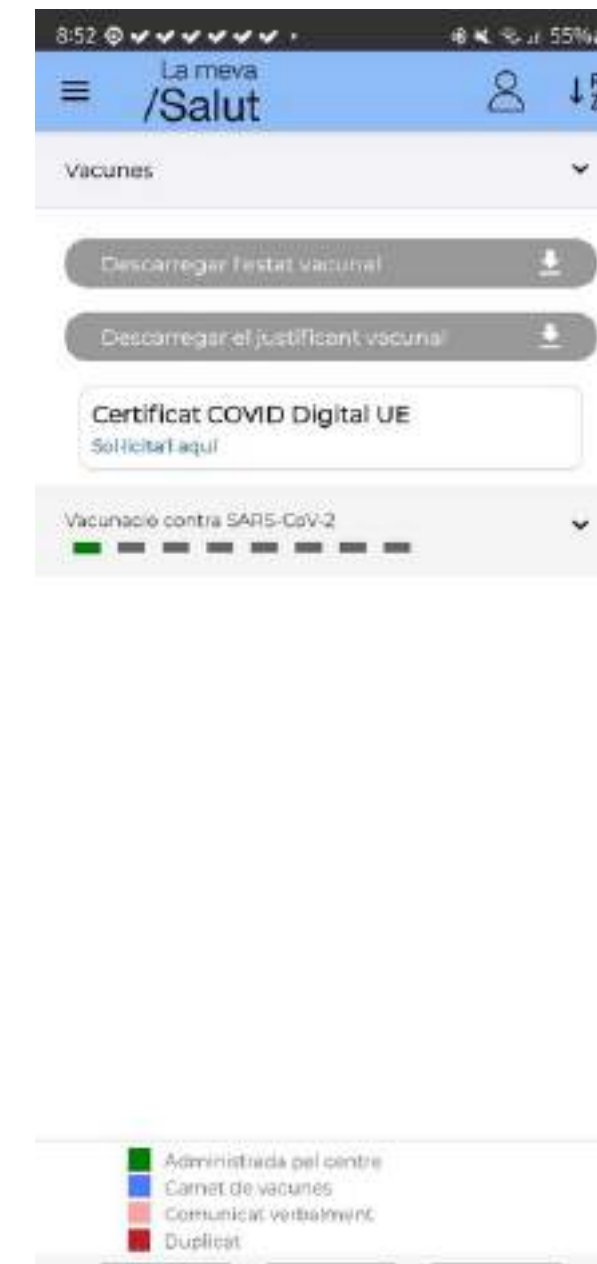 8:52
55%
La meva
/Salut
Vacunes
Descarregar l'estat vacunal
Descarregar el justificant vacunal
Certificat COVID Digital UE
Sol·licita'l aquí
Vacunació contra SARS-CoV-2
Administrada pel centre
Carnet de vacunes
Comunicat verbalment
Duplicat